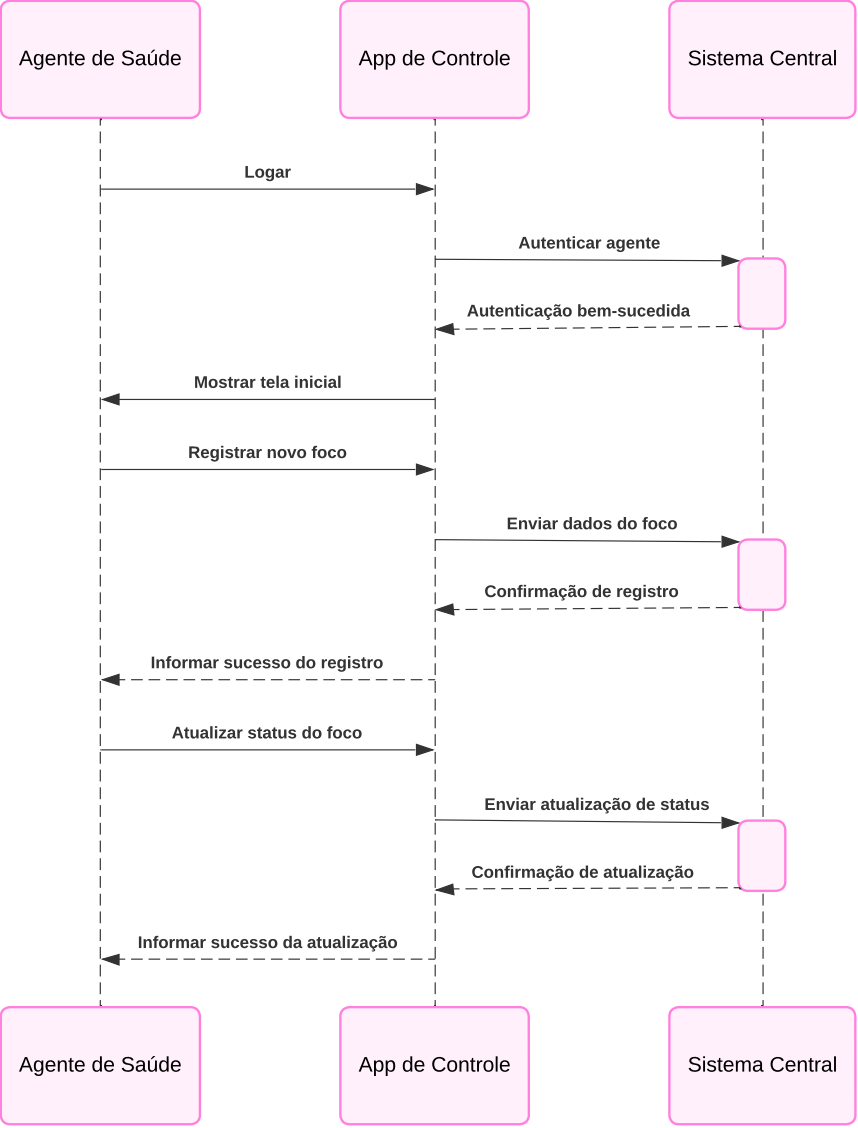 Agente de Saúde
App de Controle
Sistema Central
Logar
Autenticar agente
Autenticação bem-sucedida
Mostrar tela inicial
Registrar novo foco
Enviar dados do foco
Confirmação de registro
Informar sucesso do registro
Atualizar status do foco
Enviar atualização de status
Confirmação de atualização
Informar sucesso da atualização
Agente de Saúde
App de Controle
Sistema Central